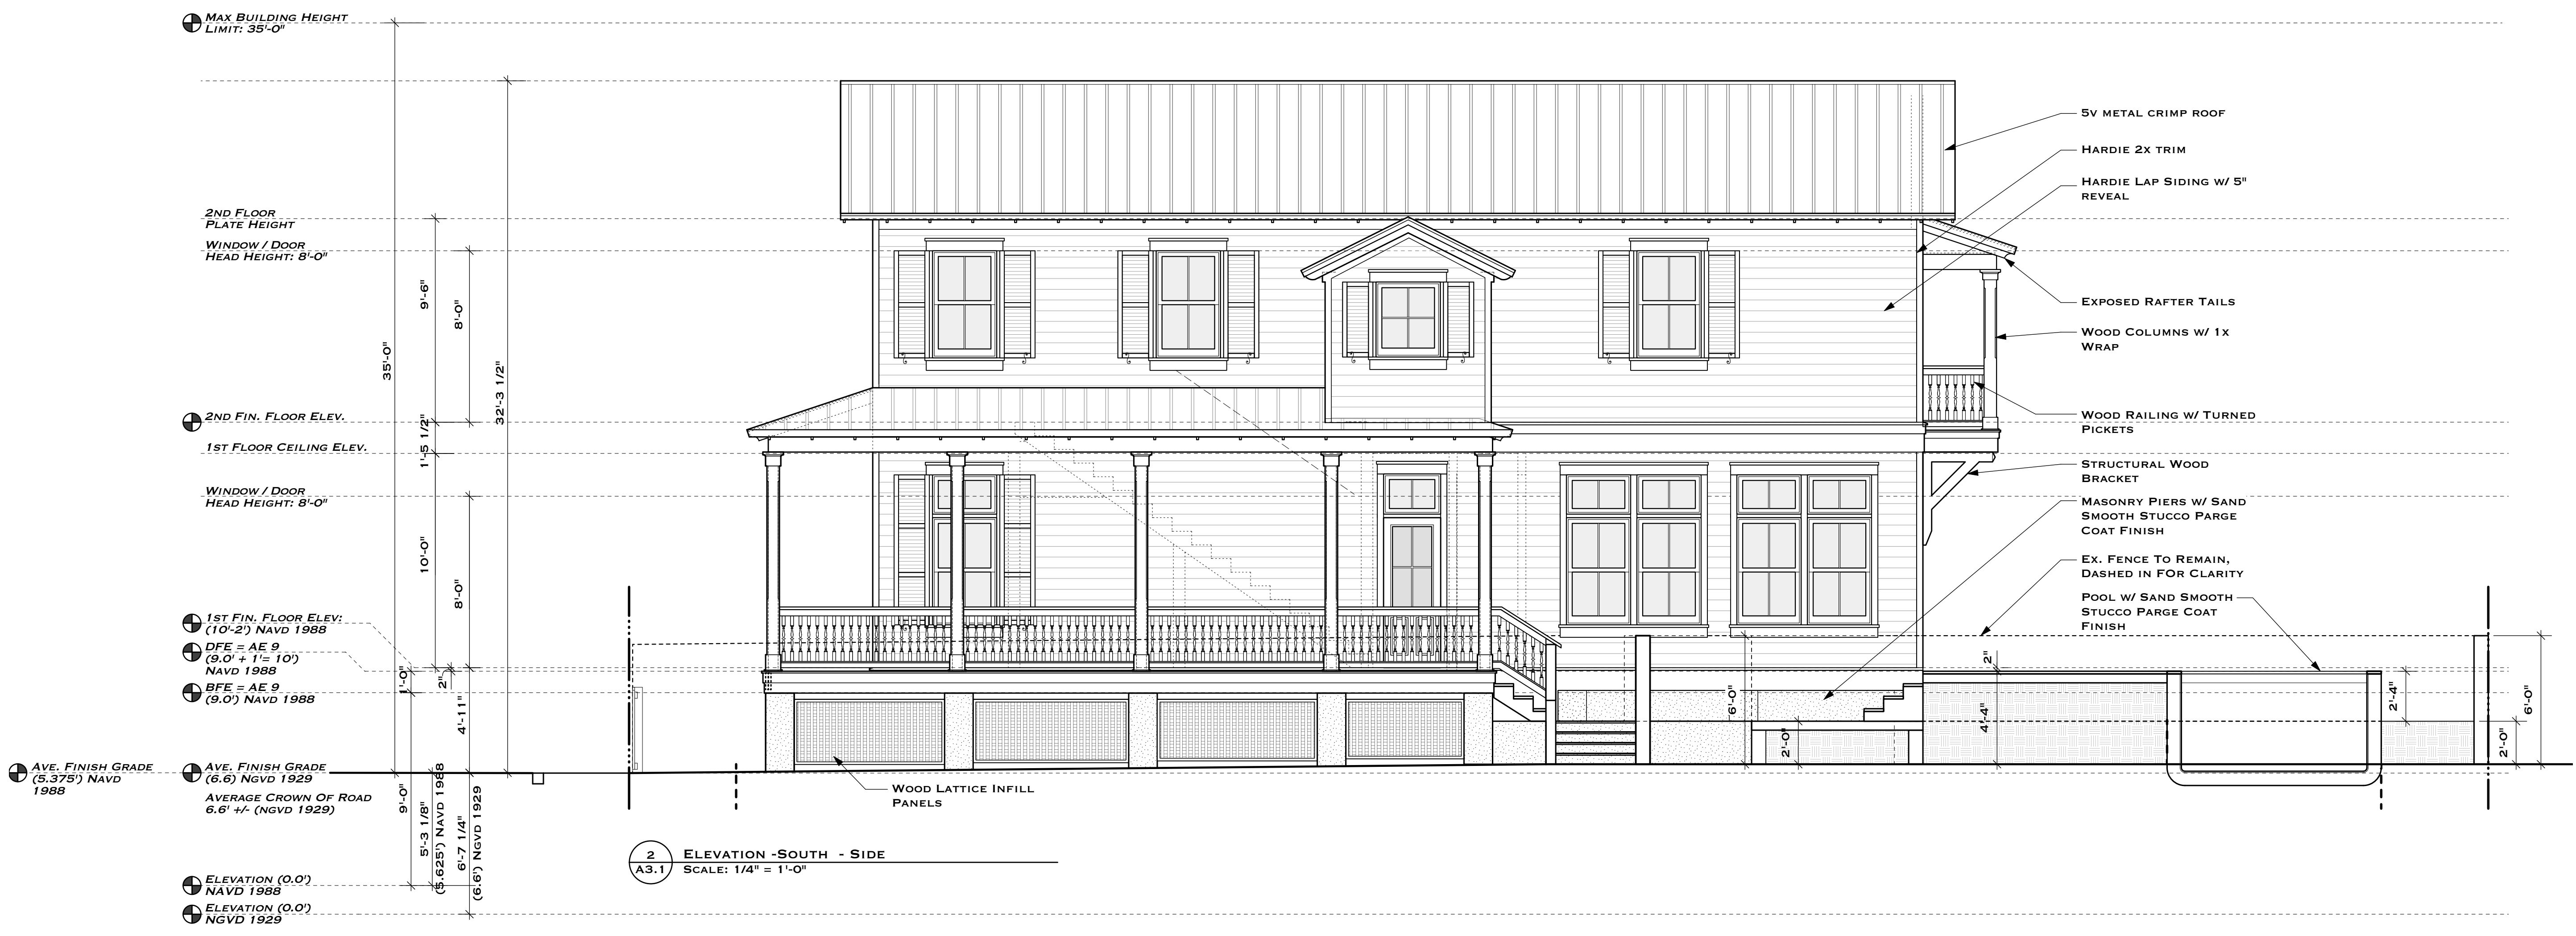 Max Building Height
Limit: 35'-0"
2nd Floor
Plate Height
Window / Door
Head Height: 8'-0"
2nd Fin. Floor Elev.
1st Floor Ceiling Elev.
Window / Door
Head Height: 8'-0"
1st Fin. Floor Elev:
(10'-2') Navd 1988
DFE = AE 9
(9.0' + 1'= 10')
Navd 1988
BFE = AE 9
(9.0') Navd 1988
Ave. Finish Grade
(5.375') Navd
1988
Ave. Finish Grade
(6.6) Ngvd 1929
Average Crown Of Road
6.6' +/- (ngvd 1929)
Elevation (0.0')
NAVD 1988
Elevation (0.0')
NGVD 1929
35'-0"
32'-3 1/2"
9'-6"
8'-0"
1'-5 1/2"
10'-0"
8'-0"
1'-0"
2"
4'-11"
9'-0"
5'-3 1/8"
(5.625') Navd 1988
6'-7 1/4"
(6.6') Ngvd 1929
5v metal crimp roof
Hardie 2x trim
Hardie Lap Siding w/ 5"
reveal
Exposed Rafter Tails
Wood Columns w/ 1x
Wrap
Wood Railing w/ Turned
Pickets
Structural Wood
Bracket
Masonry Piers w/ Sand
Smooth Stucco Parge
Coat Finish
Ex. Fence To Remain,
Dashed in FOr Clarity
Pool w/ Sand Smooth
Stucco Parge Coat
Finish
6'-0"
2'-0"
2"
4'-4"
2'-4"
2'-0"
6'-0"
Wood Lattice Infill
Panels
2
A3.1
Elevation -South - Side
Scale: 1/4" = 1'-0"